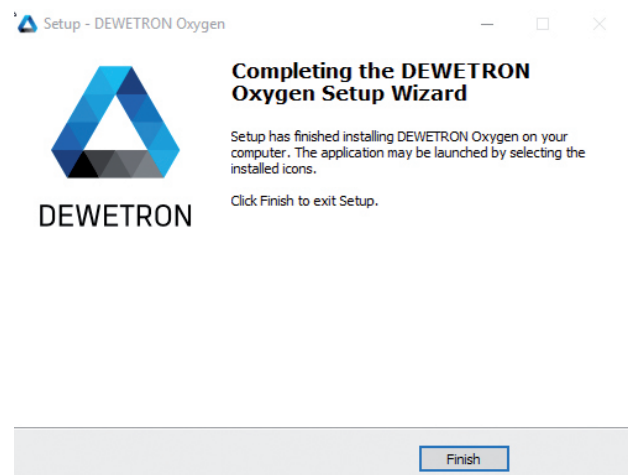 Setup - DEWETRON Oxygen
Completing the DEWETRON
Oxygen Setup Wizard
Setup has finished installing DEWETRON Oxygen on your
computer. The application may be launched by selecting the
installed icons.
Click Finish to exit Setup.
DEWETRON
Finish